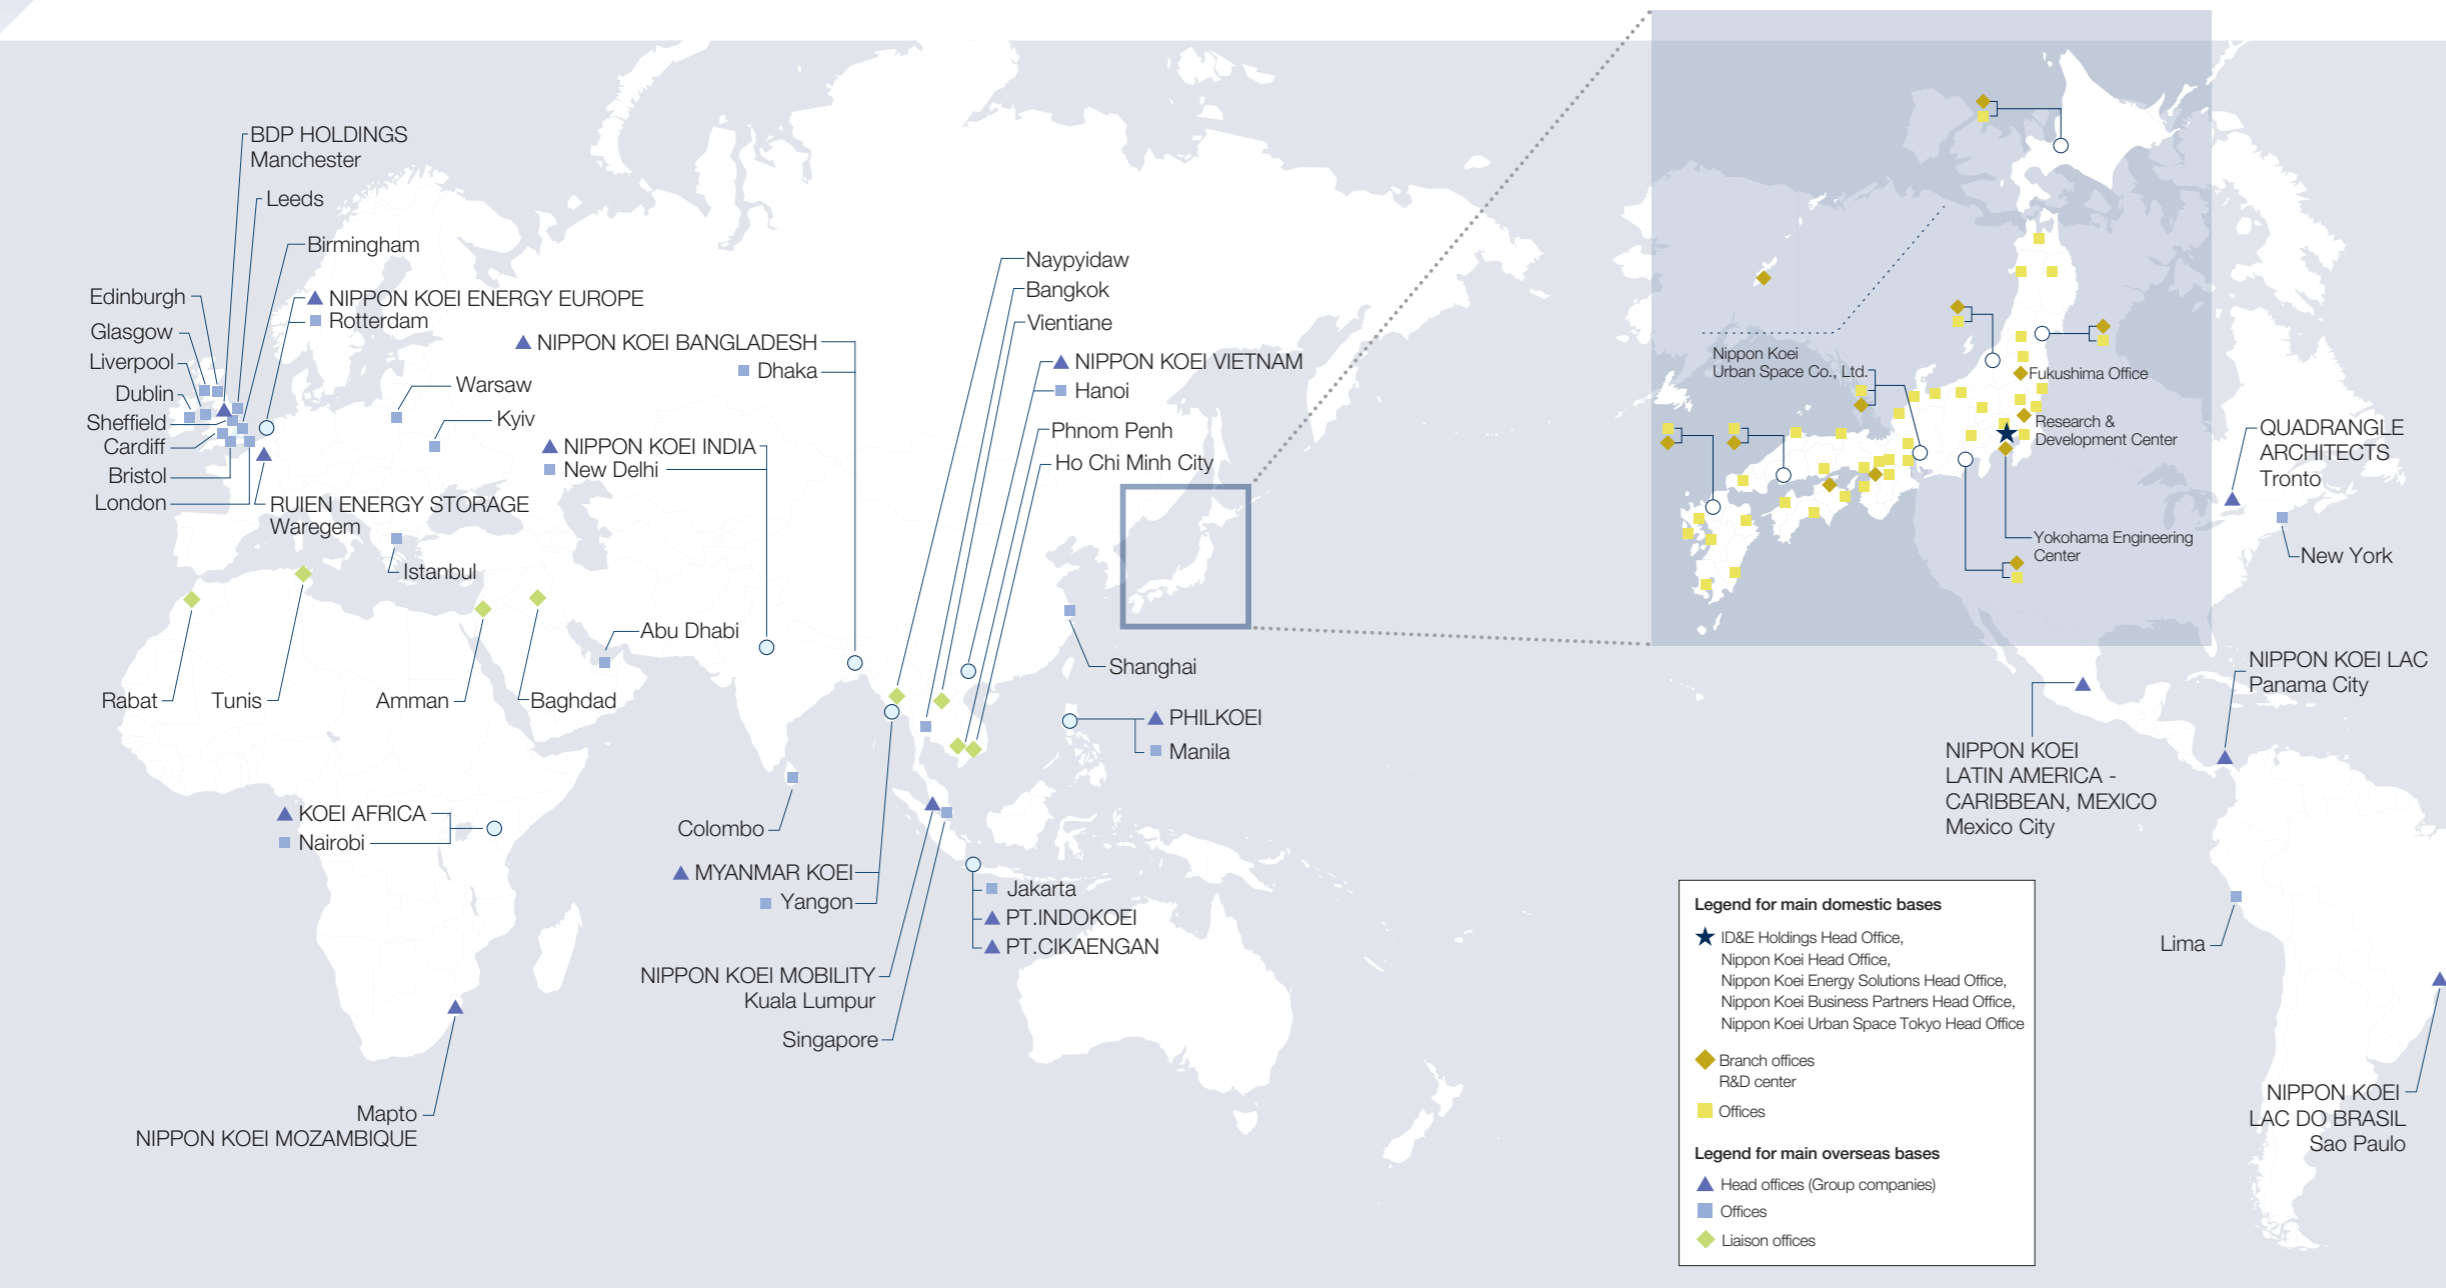 BDP HOLDINGS
Manchester
Leeds
Birmingham
Edinburgh
Glasgow
Liverpool
Dublin
Sheffield
Cardiff
Bristol
London
NIPPON KOEI ENERGY EUROPE
Rotterdam
Warsaw
Kyiv
RUIEN ENERGY STORAGE
Waregem
Istanbul
Rabat
Tunis
Amman
Baghdad
Abu Dhabi
KOEI AFRICA
Nairobi
Mapto
NIPPON KOEI MOZAMBIQUE
NIPPON KOEI BANGLADESH
Dhaka
NIPPON KOEI INDIA
New Delhi
Colombo
MYANMAR KOEI
Yangon
NIPPON KOEI MOBILITY
Kuala Lumpur
Singapore
Naypyidaw
Bangkok
Vientiane
NIPPON KOEI VIETNAM
Hanoi
Phnom Penh
Ho Chi Minh City
Shanghai
PHILKOEI
Manila
Jakarta
PT.INDOKOEI
PT.CIKAENGAN
Nippon Koei
Urban Space Co., Ltd.
Fukushima Office
Research &
Development Center
Yokohama Engineering
Center
QUADRANGLE
ARCHITECTS
Tronto
New York
NIPPON KOEI LAC
Panama City
NIPPON KOEI
LATIN AMERICA -
CARIBBEAN, MEXICO
Mexico City
Lima
NIPPON KOEI
LAC DO BRASIL
Sao Paulo
Legend for main domestic bases
ID&E Holdings Head Office,
Nippon Koei Head Office,
Nippon Koei Energy Solutions Head Office,
Nippon Koei Business Partners Head Office,
Nippon Koei Urban Space Tokyo Head Office
Branch offices
R&D center
Offices
Legend for main overseas bases
Head offices (Group companies)
Offices
Liaison offices